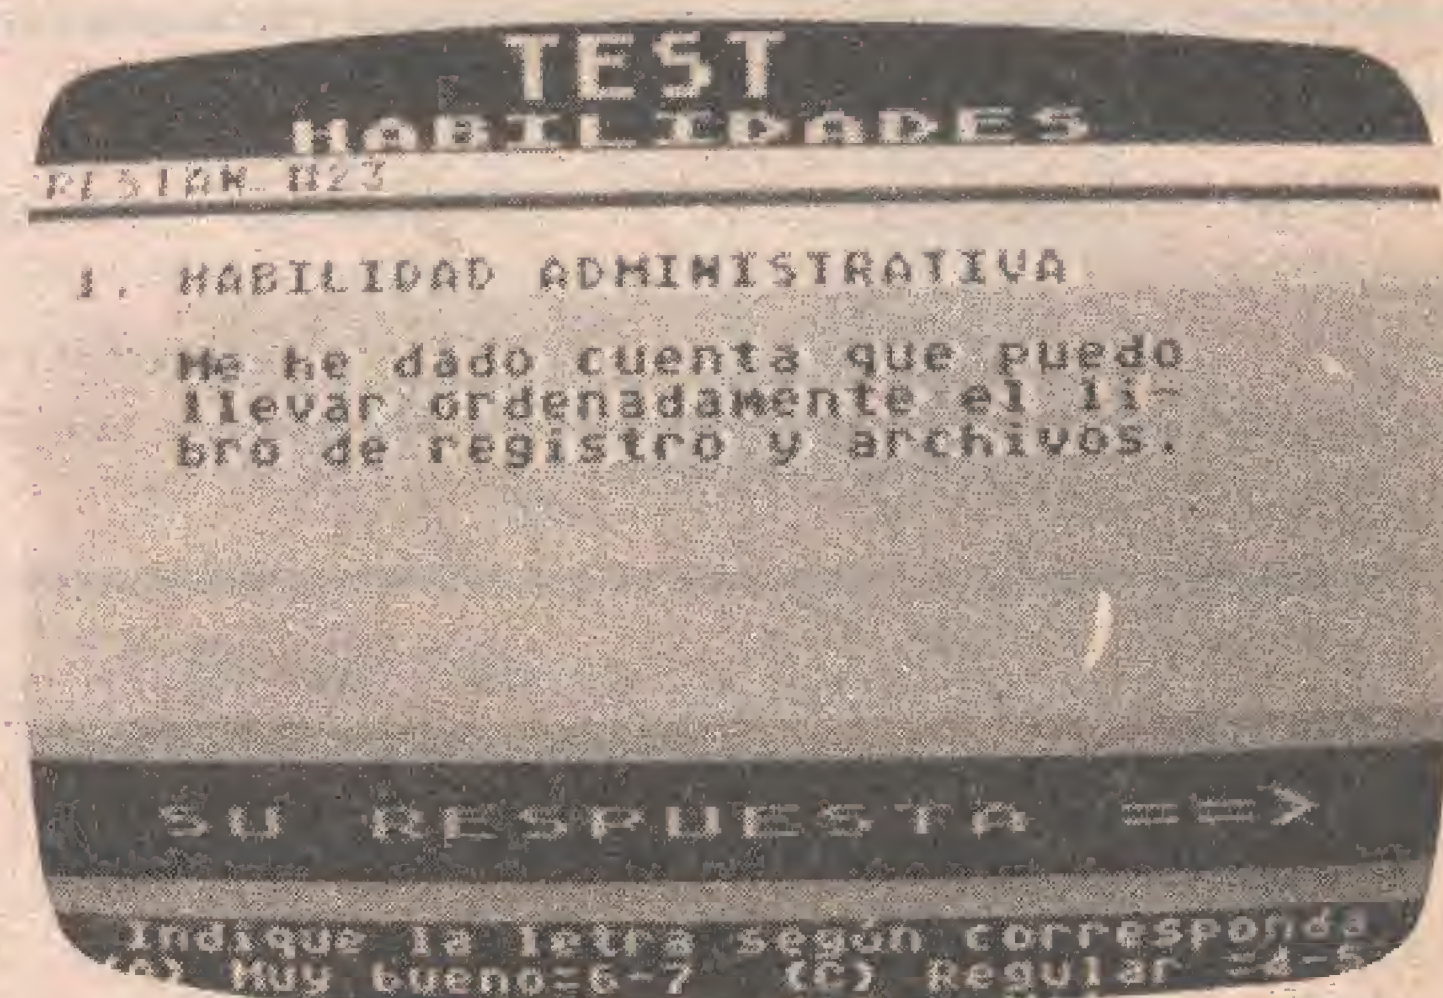 TEST
HABILIDADES
1. HABILIDAD ADMINISTRATIVA
Me he dado cuenta que puedo
llevar ordenadamente el li-
bro de registro y archivos.
SU RESPUESTA ==>
Indique la letra según corresponda
Muy bueno=6-7 (C) Regular =4-5